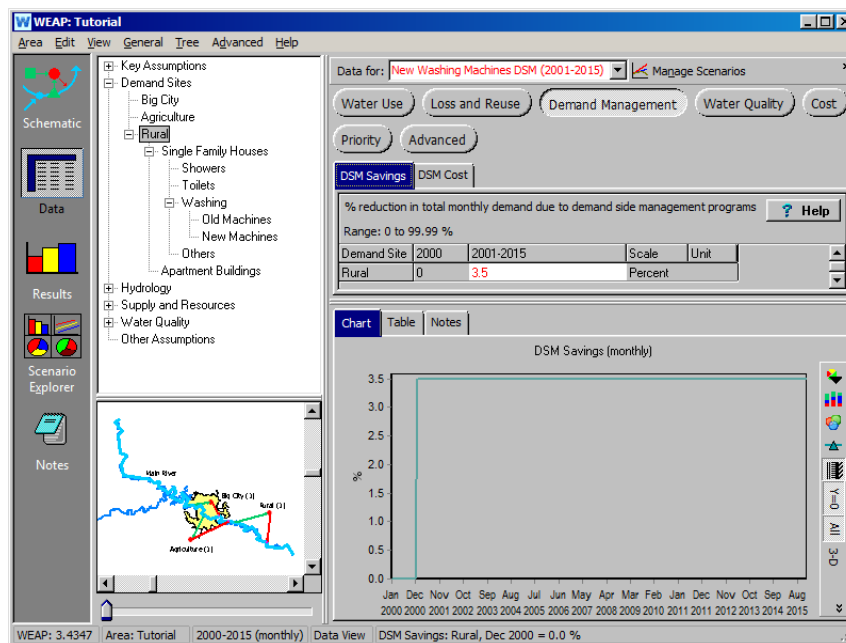 WEAP: Tutorial
Area Edit View General Tree Advanced Help
Schematic
Data
Results
Scenario
Explorer
Notes
Key Assumptions
Demand Sites
Big City
Agriculture
Rural
Single Family Houses
Showers
Toilets
Washing
Old Machines
New Machines
Others
Apartment Buildings
Hydrology
Supply and Resources
Water Quality
Other Assumptions
Main River
Big City (1)
Rural (1)
Agriculture (1)
Data for: New Washing Machines DSM (2001-2015) Manage Scenarios
Water Use Loss and Reuse Demand Management Water Quality Cost
Priority Advanced
DSM Savings DSM Cost
% reduction in total monthly demand due to demand side management programs
? Help
Range: 0 to 99.99 %
Demand Site 2000 2001-2015 Scale Unit
Rural 0 3.5 Percent
Chart Table Notes
DSM Savings (monthly)
3.5
3.0
2.5
2.0
1.5
1.0
0.5
0.0
%
Jan Dec Nov Oct Sep Aug Jul Jun May Apr Mar Feb Jan Dec Nov Oct Sep Aug
2000 2000 2001 2002 2003 2004 2005 2006 2007 2008 2009 2010 2011 2011 2012 2013 2014 2015
Y=0
All
3-D
WEAP: 3.4347 Area: Tutorial 2000-2015 (monthly) Data View DSM Savings: Rural, Dec 2000 = 0.0 %